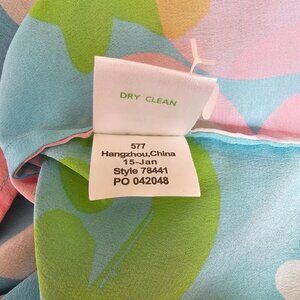 DRY CLEAN
577
Hangzhou,China
15-Jan
Style 78441
PO 042048